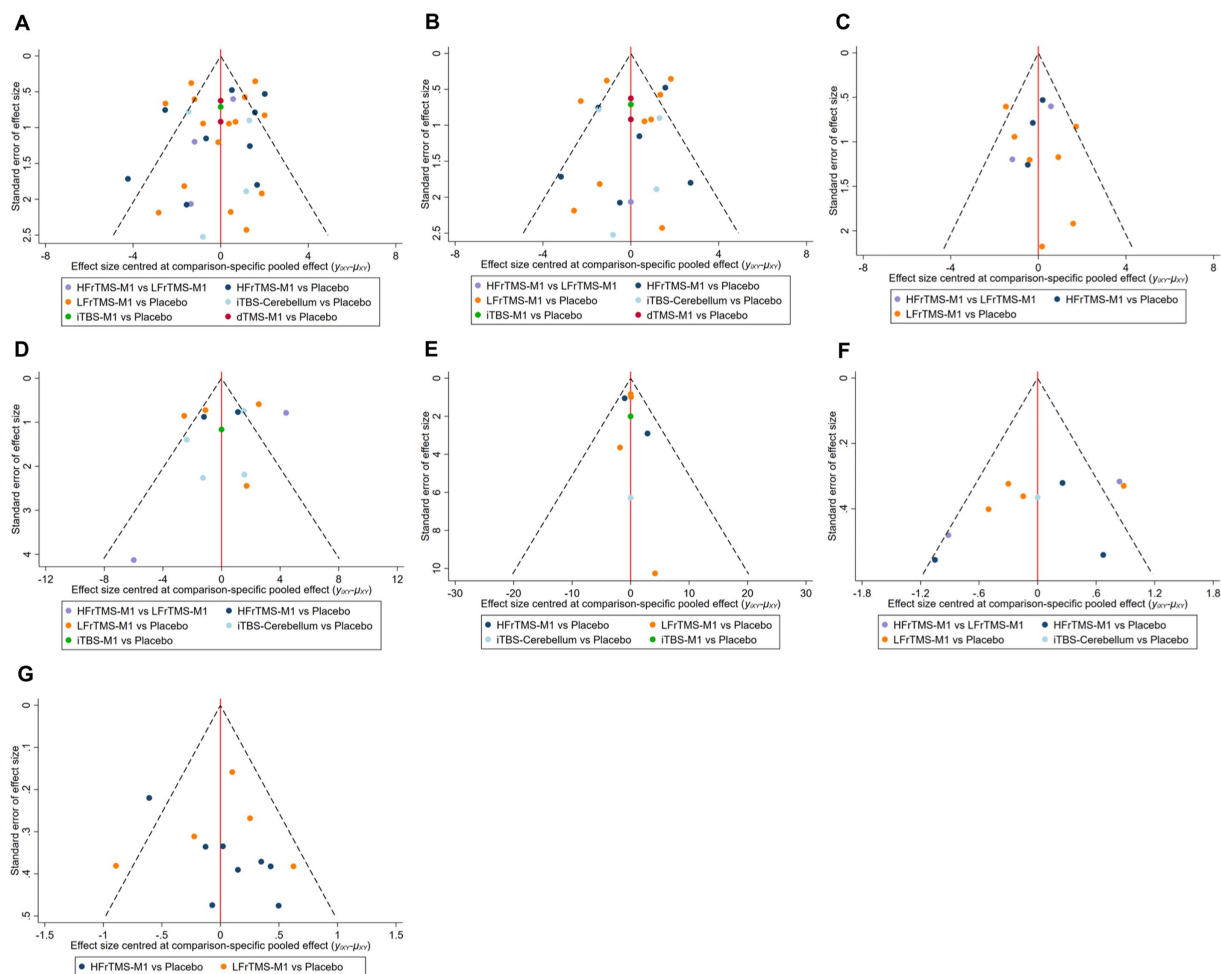 A
0
.5
1
1.5
2
2.5
Standard error of effect size
-8
-4
0
4
8
Effect size centred at comparison-specific pooled effect (yiXY-μXY)
HFrTMS-M1 vs LFrTMS-M1
HFrTMS-M1 vs Placebo
LFrTMS-M1 vs Placebo
iTBS-Cerebellum vs Placebo
iTBS-M1 vs Placebo
dTMS-M1 vs Placebo
B
0
.5
1
1.5
2
2.5
Standard error of effect size
-8
-4
0
4
8
Effect size centred at comparison-specific pooled effect (yiXY-μXY)
HFrTMS-M1 vs LFrTMS-M1
HFrTMS-M1 vs Placebo
LFrTMS-M1 vs Placebo
iTBS-Cerebellum vs Placebo
iTBS-M1 vs Placebo
dTMS-M1 vs Placebo
C
0
.5
1
1.5
2
Standard error of effect size
-8
-4
0
4
8
Effect size centred at comparison-specific pooled effect (yiXY-μXY)
HFrTMS-M1 vs LFrTMS-M1
HFrTMS-M1 vs Placebo
LFrTMS-M1 vs Placebo
D
0
1
2
3
4
Standard error of effect size
-12
-8
-4
0
4
8
12
Effect size centred at comparison-specific pooled effect (yiXY-μXY)
HFrTMS-M1 vs LFrTMS-M1
HFrTMS-M1 vs Placebo
LFrTMS-M1 vs Placebo
iTBS-Cerebellum vs Placebo
iTBS-M1 vs Placebo
E
0
2
4
6
8
10
Standard error of effect size
-30
-20
-10
0
10
20
30
Effect size centred at comparison-specific pooled effect (yiXY-μXY)
HFrTMS-M1 vs Placebo
LFrTMS-M1 vs Placebo
iTBS-Cerebellum vs Placebo
iTBS-M1 vs Placebo
F
0
.2
.4
Standard error of effect size
-1.8
-1.2
-.6
0
.6
1.2
1.8
Effect size centred at comparison-specific pooled effect (yiXY-μXY)
HFrTMS-M1 vs LFrTMS-M1
HFrTMS-M1 vs Placebo
LFrTMS-M1 vs Placebo
iTBS-Cerebellum vs Placebo
G
0
.1
.2
.3
.4
.5
Standard error of effect size
-1.5
-1
-.5
0
.5
1
1.5
Effect size centred at comparison-specific pooled effect (yiXY-μXY)
HFrTMS-M1 vs Placebo
LFrTMS-M1 vs Placebo